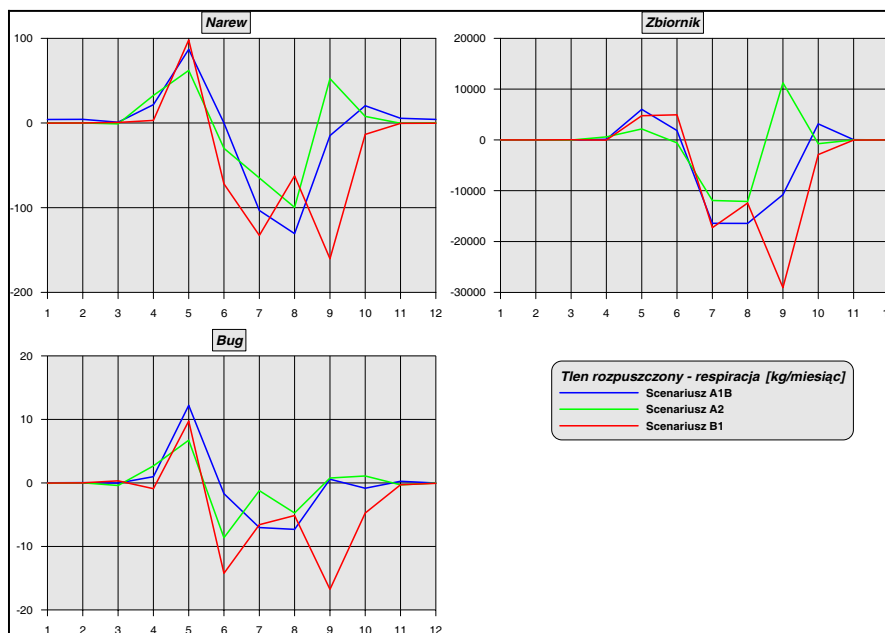 Narew
100
0
-100
-200
1 2 3 4 5 6 7 8 9 10 11 12
Zbiornik
20000
10000
0
-10000
-20000
-30000
1 2 3 4 5 6 7 8 9 10 11 1
Bug
20
10
0
-10
-20
1 2 3 4 5 6 7 8 9 10 11 12
Tlen rozpuszczony - respiracja [kg/miesiąc]
Scenariusz A1B
Scenariusz A2
Scenariusz B1